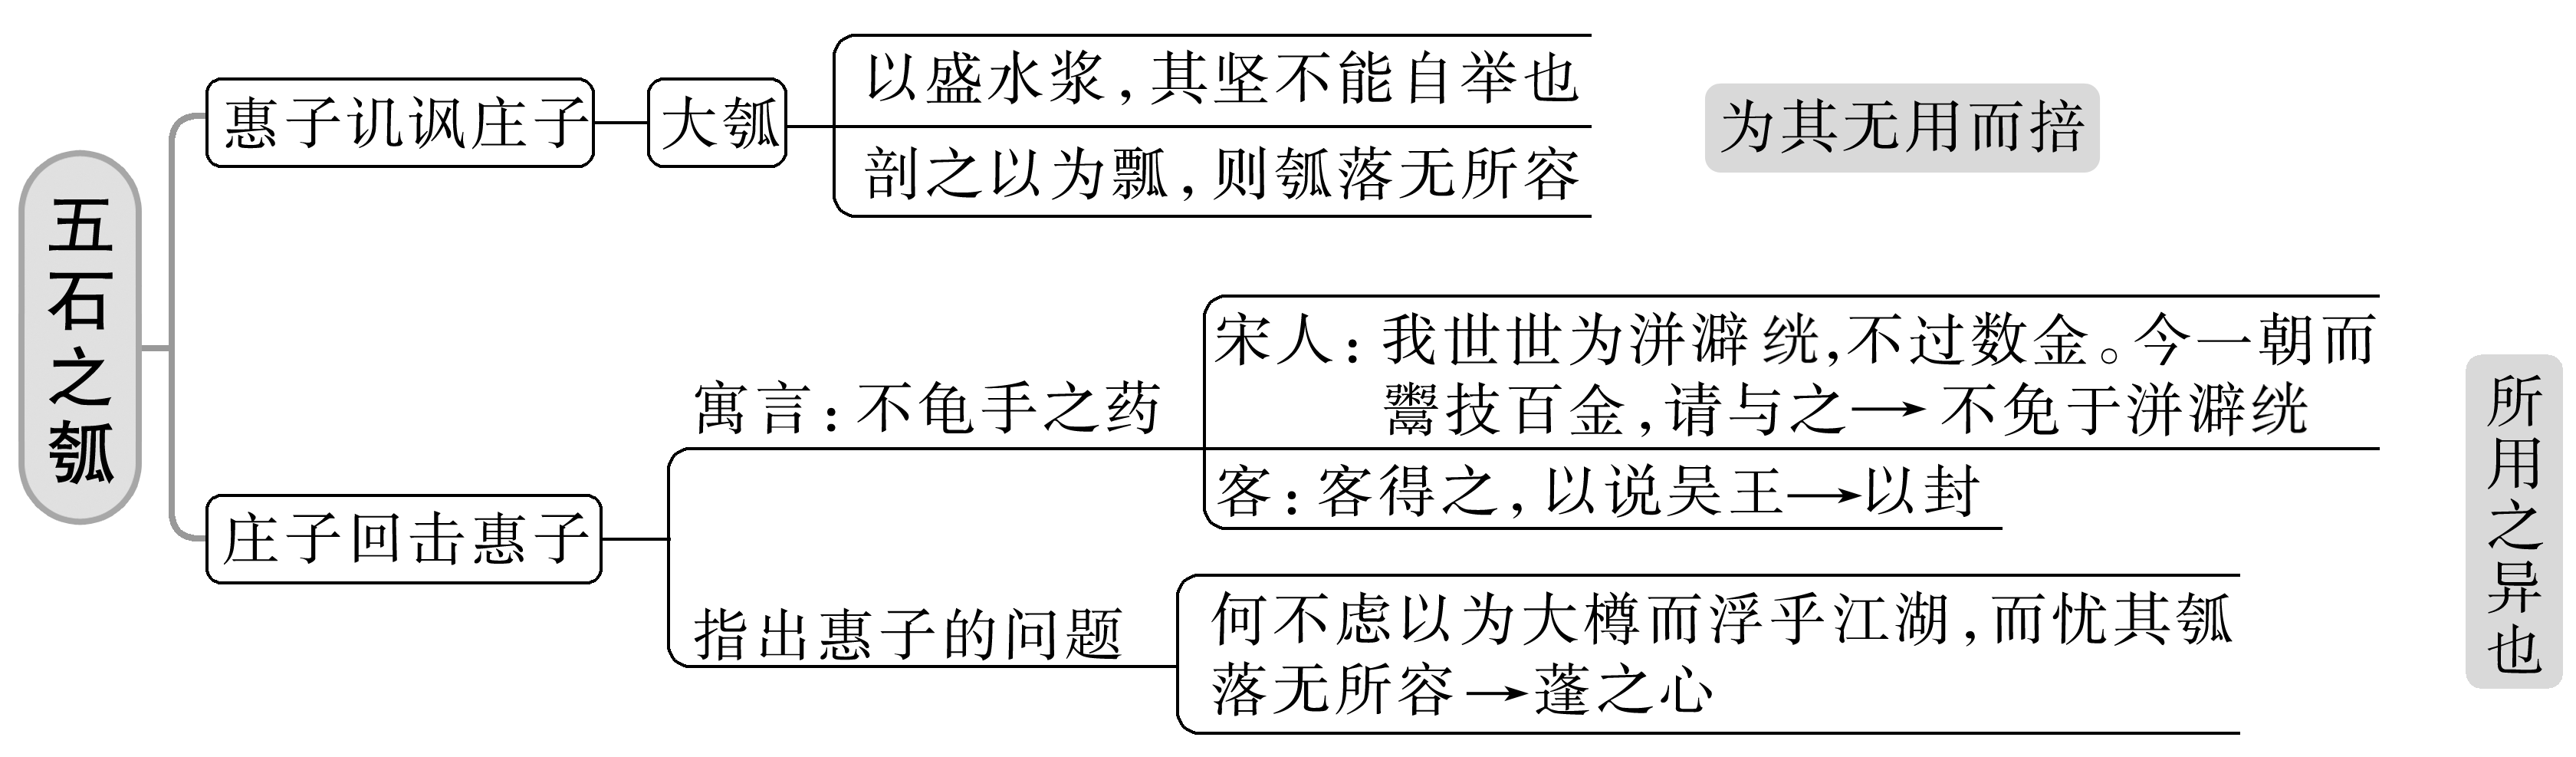 五石之瓠
惠子讥讽庄子
大瓠
以盛水浆,其坚不能自举也
剖之以为瓢,则瓠落无所容
为其无用而掊
庄子回击惠子
寓言:不龟手之药
宋人:我世世为洴澼絖,不过数金。今一朝而
鬻技百金,请与之→不免于洴澼絖
客:客得之,以说吴王→以封
指出惠子的问题
何不虑以为大樽而浮乎江湖,而忧其瓠
落无所容→蓬之心
所用之异也